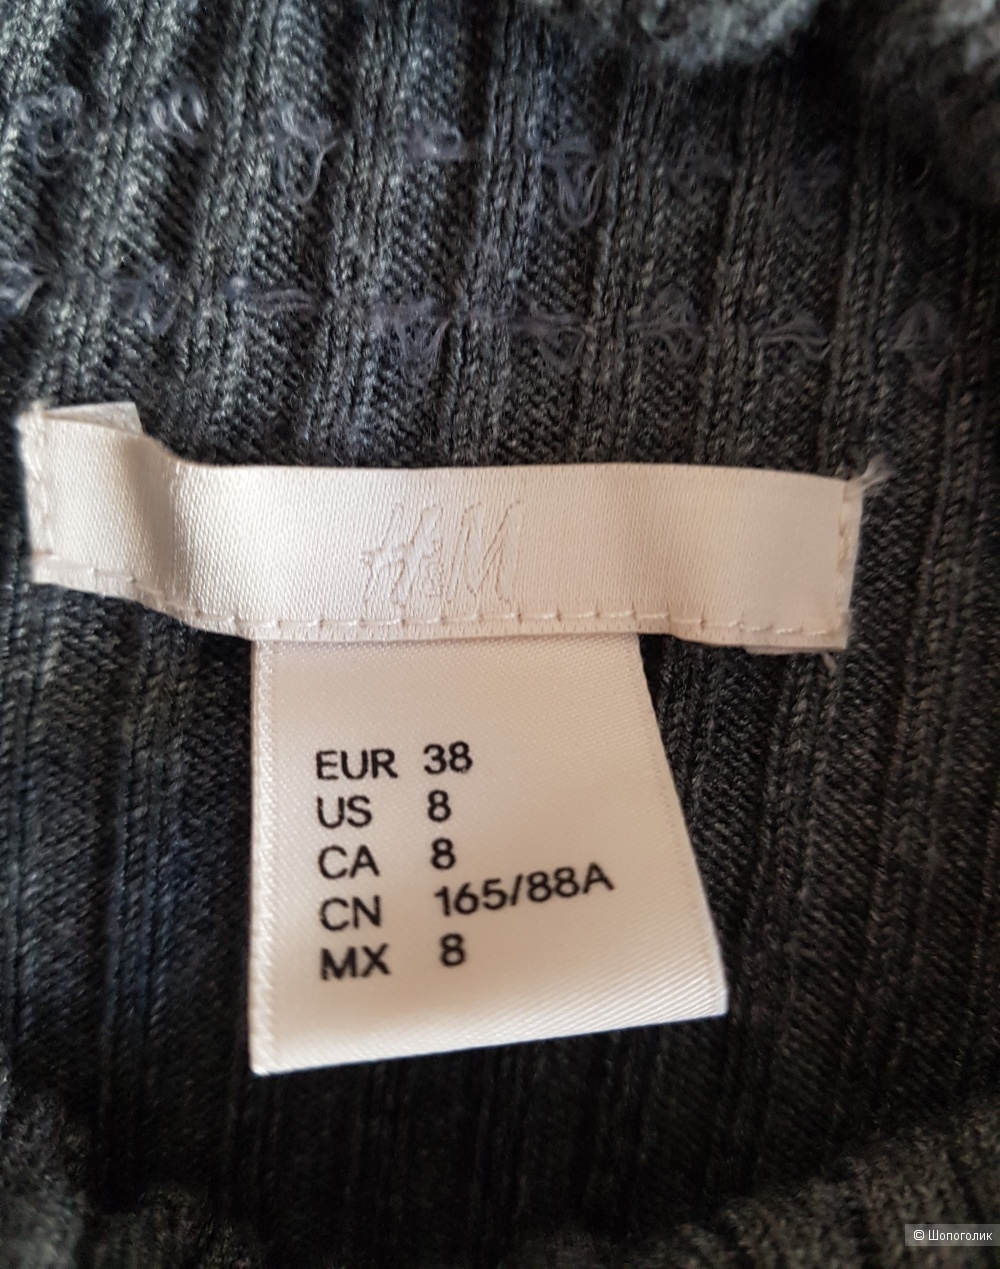 H&M
EUR 38
US 8
CA 8
CN 165/88A
MX 8
© Шопоголик